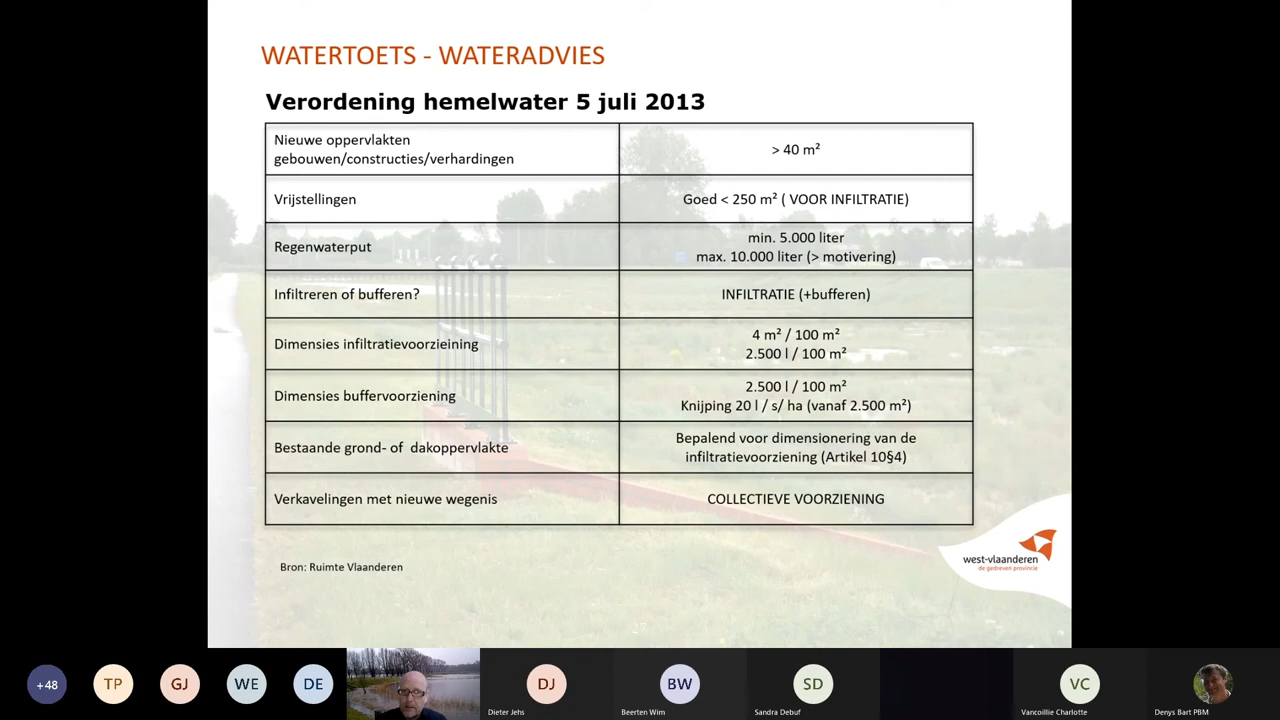 WATERTOETS - WATERADVIES
Verordening hemelwater 5 juli 2013
Nieuwe oppervlakten
gebouwen/constructies/verhardingen
> 40 m²
Vrijstellingen
Goed < 250 m² ( VOOR INFILTRATIE)
Regenwaterput
min. 5.000 liter
max. 10.000 liter (> motivering)
Infiltreren of bufferen?
INFILTRATIE (+bufferen)
Dimensies infiltratievoorzieining
4 m² / 100 m²
2.500 l / 100 m²
Dimensies buffervoorziening
2.500 l / 100 m²
Knijping 20 l / s/ ha (vanaf 2.500 m²)
Bestaande grond- of dakoppervlakte
Bepalend voor dimensionering van de
infiltratievoorziening (Artikel 10§4)
Verkavelingen met nieuwe wegenis
COLLECTIEVE VOORZIENING
west-vlaanderen
de gedreven provincie
Bron: Ruimte Vlaanderen
27
+48
TP
GJ
WE
DE
DJ
BW
SD
VC
Dieter Jehs
Beerten Wim
Sandra Debuf
Vancoillie Charlotte
Denys Bart PBM